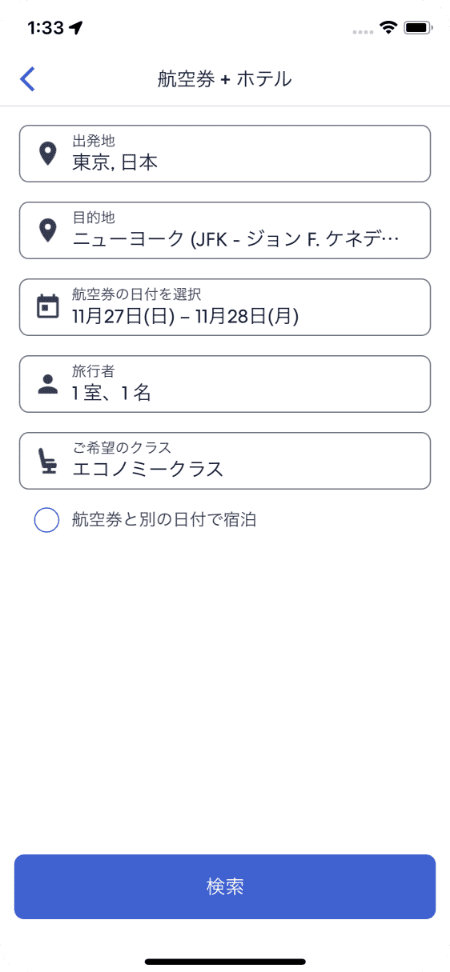 1:33
航空券 + ホテル
出発地
東京, 日本
目的地
ニューヨーク (JFK - ジョン F. ケネデ…
航空券の日付を選択
11月27日(日) – 11月28日(月)
旅行者
1 室、1 名
ご希望のクラス
エコノミークラス
航空券と別の日付で宿泊
検索